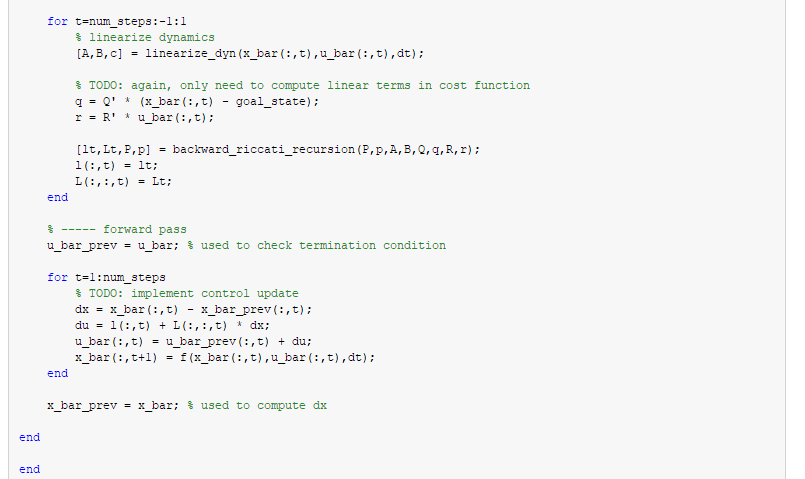 for t=num_steps:-1:1
% linearize dynamics
[A,B,c] = linearize_dyn(x_bar(:,t),u_bar(:,t),dt);
% TODO: again, only need to compute linear terms in cost function
q = Q' * (x_bar(:,t) - goal_state);
r = R' * u_bar(:,t);
[lt,Lt,P,p] = backward_riccati_recursion(P,p,A,B,Q,q,R,r);
l(:,t) = lt;
L(:,:,t) = Lt;
end
% ----- forward pass
u_bar_prev = u_bar; % used to check termination condition
for t=1:num_steps
% TODO: implement control update
dx = x_bar(:,t) - x_bar_prev(:,t);
du = l(:,t) + L(:,:,t) * dx;
u_bar(:,t) = u_bar_prev(:,t) + du;
x_bar(:,t+1) = f(x_bar(:,t),u_bar(:,t),dt);
end
x_bar_prev = x_bar; % used to compute dx
end
end